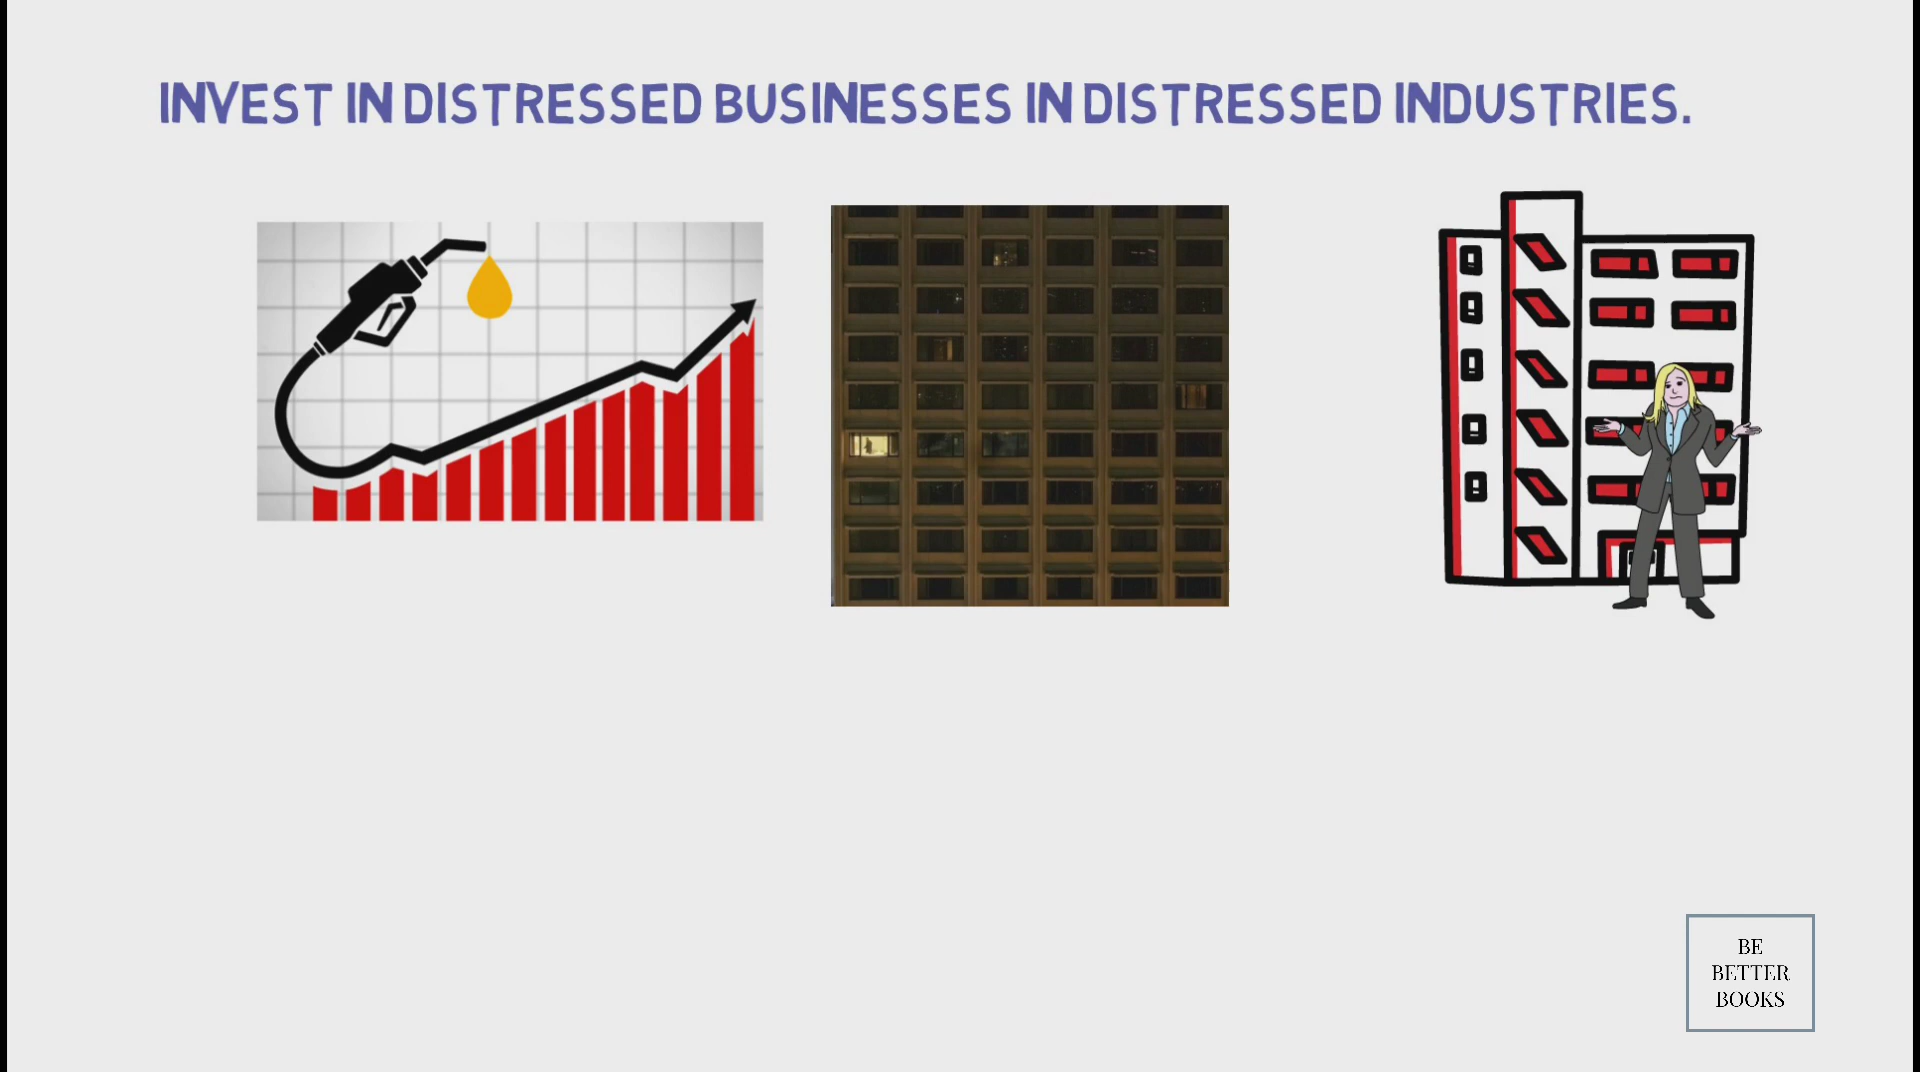 INVEST IN DISTRESSED BUSINESSES IN DISTRESSED INDUSTRIES.
BE
BETTER
BOOKS